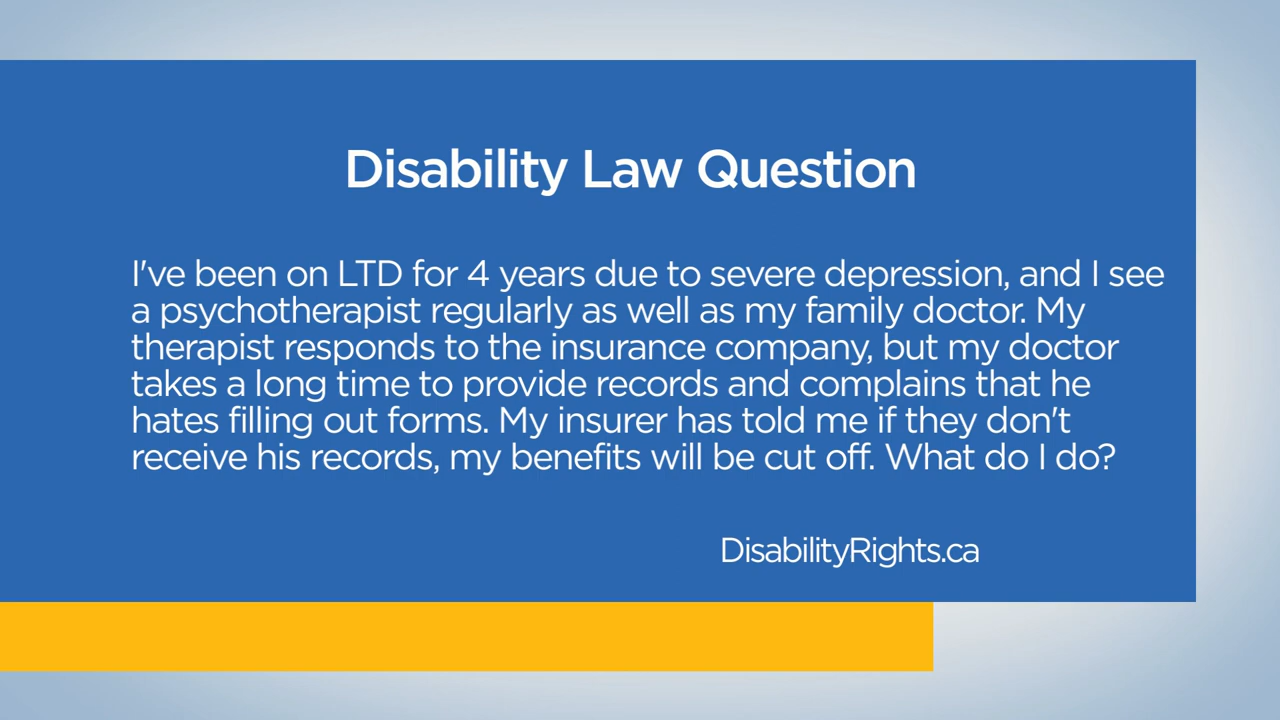 Disability Law Question
I've been on LTD for 4 years due to severe depression, and I see
a psychotherapist regularly as well as my family doctor. My
therapist responds to the insurance company, but my doctor
takes a long time to provide records and complains that he
hates filling out forms. My insurer has told me if they don't
receive his records, my benefits will be cut off. What do I do?
DisabilityRights.ca